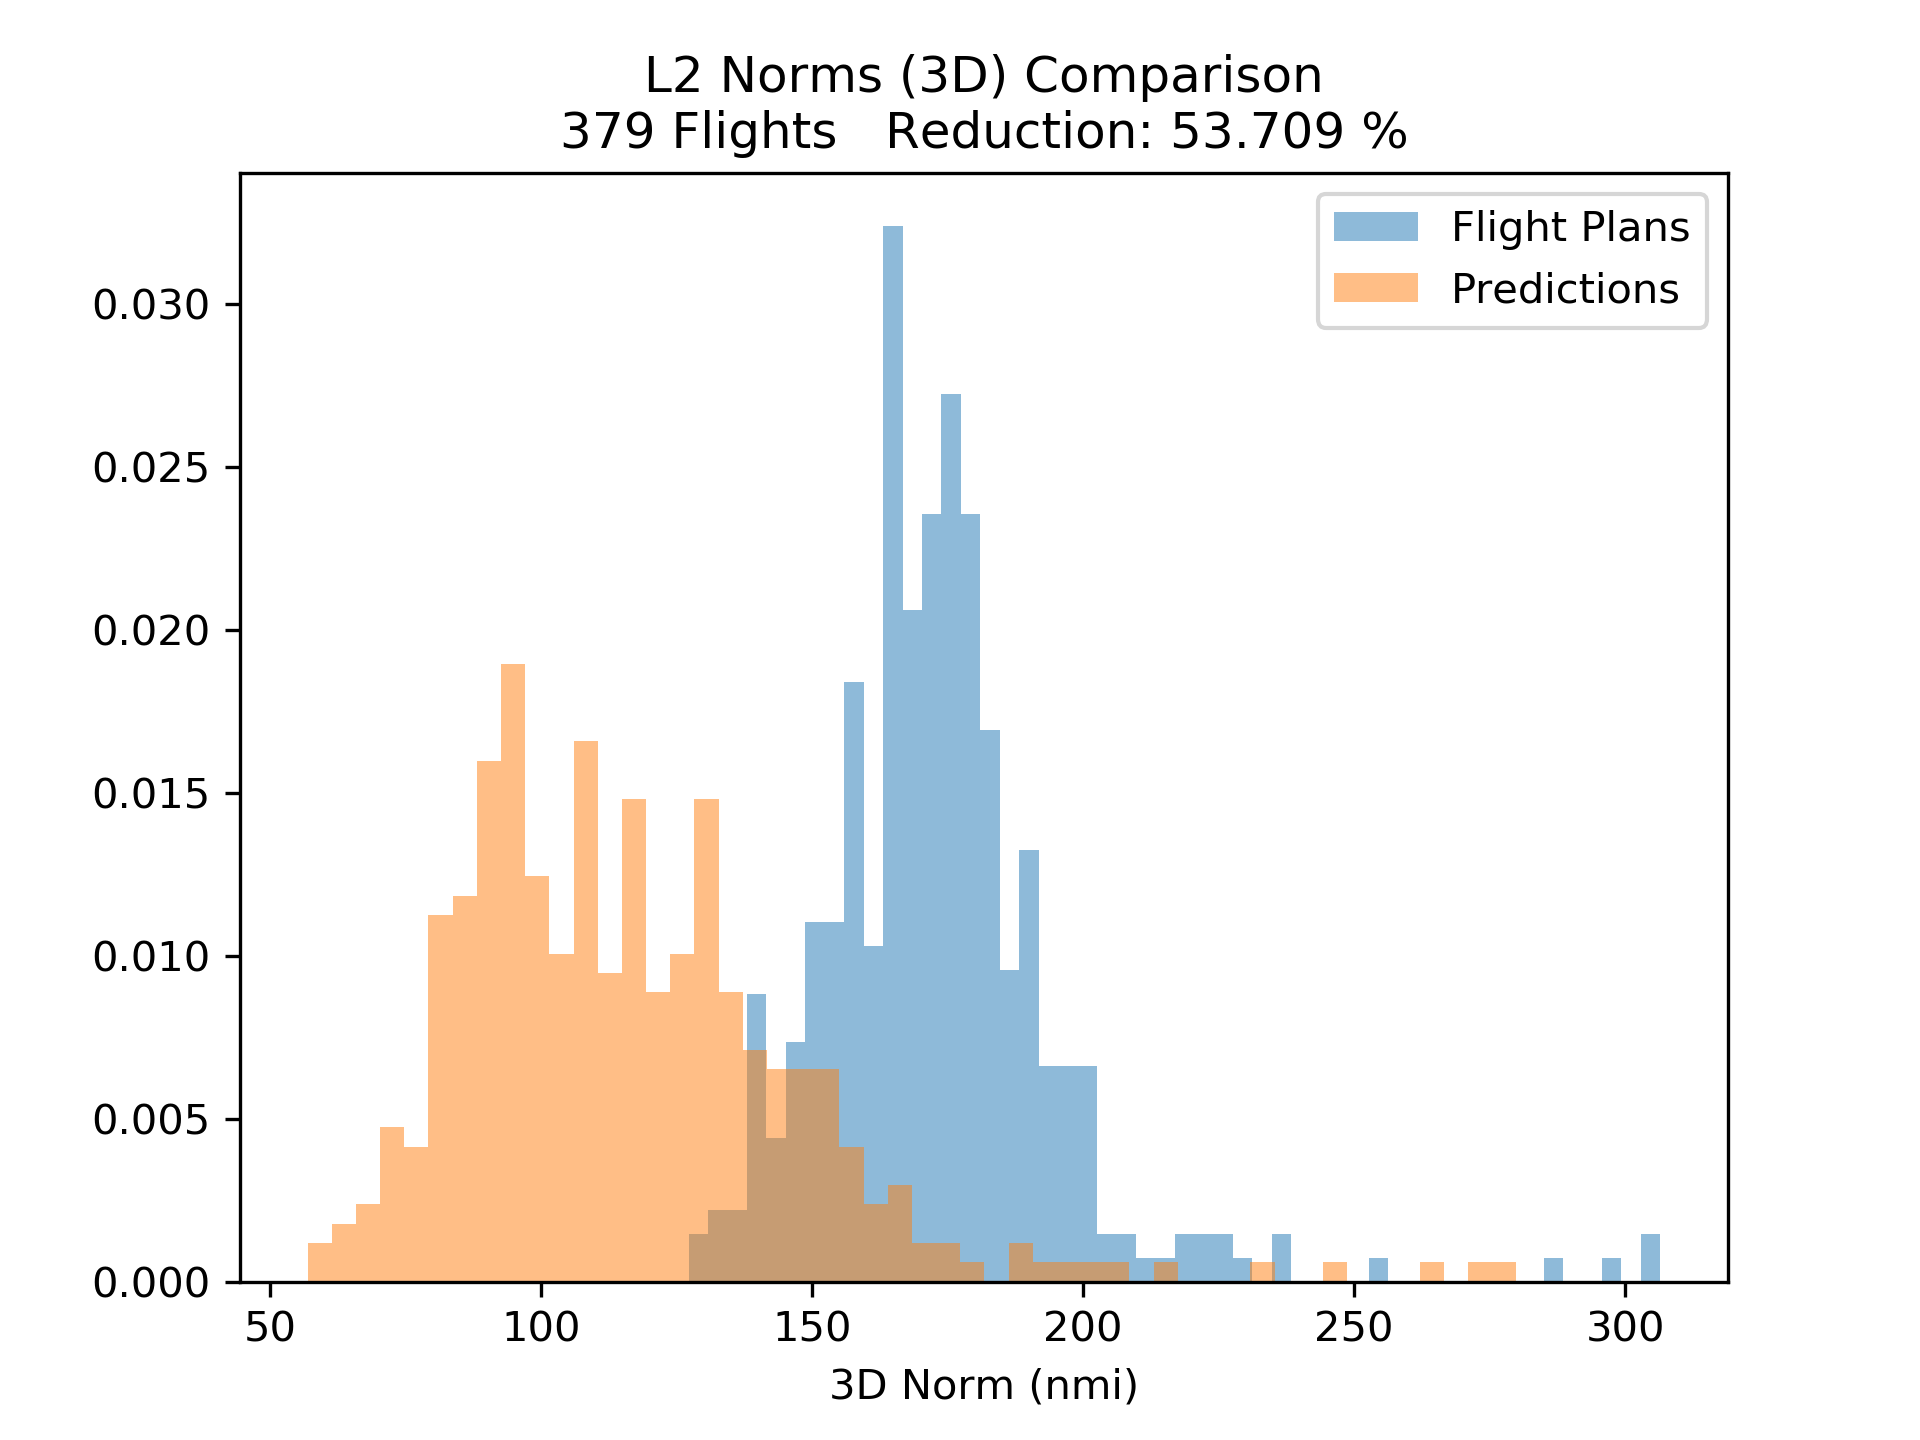 L2 Norms (3D) Comparison
379 Flights   Reduction: 53.709 %
Flight Plans
Predictions
0.030
0.025
0.020
0.015
0.010
0.005
0.000
50 100 150 200 250 300
3D Norm (nmi)